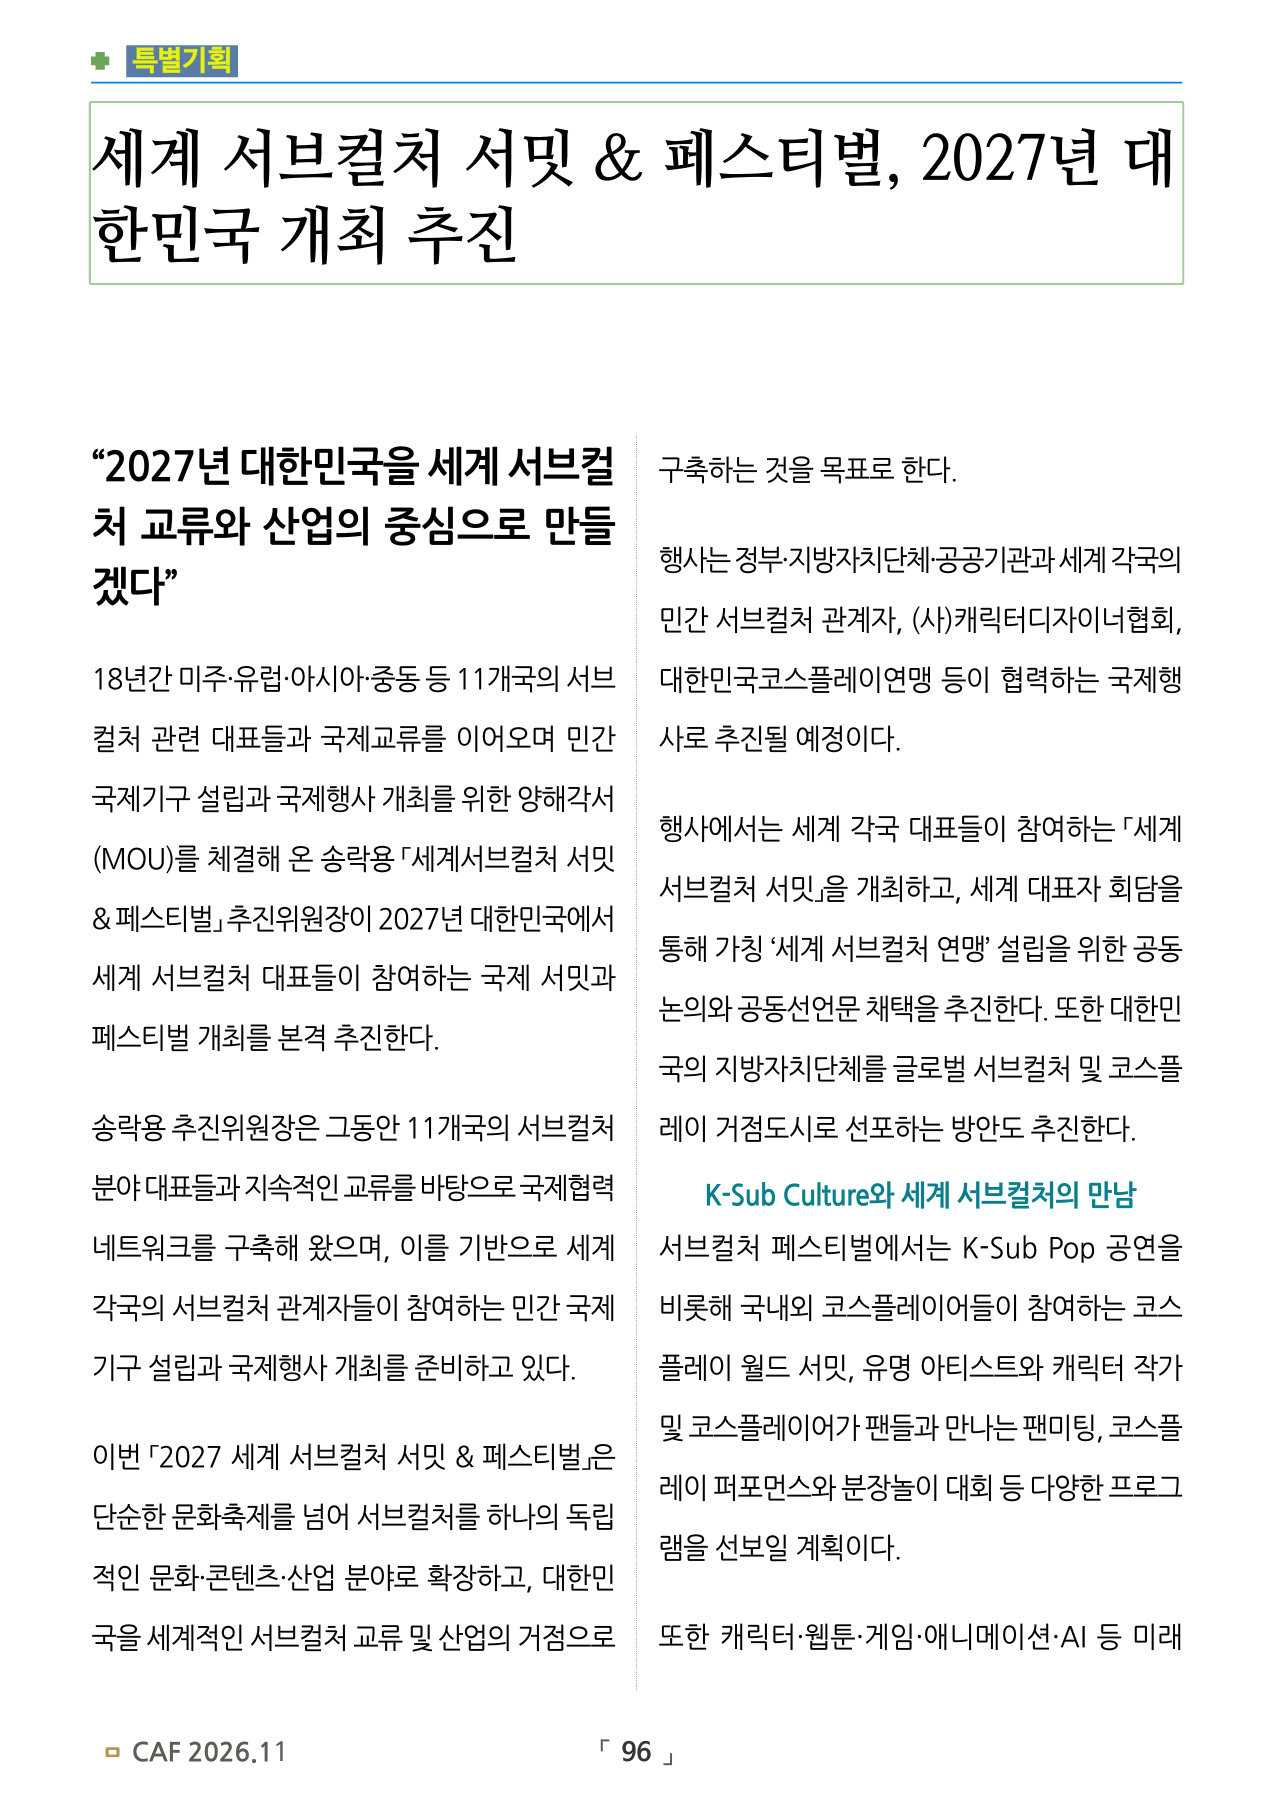 특별기획
세계 서브컬처 서밋 & 페스티벌, 2027년 대
한민국 개최 추진
“2027년 대한민국을 세계 서브컬
처 교류와 산업의 중심으로 만들
겠다”
18년간 미주·유럽·아시아·중동 등 11개국의 서브
컬처 관련 대표들과 국제교류를 이어오며 민간
국제기구 설립과 국제행사 개최를 위한 양해각서
(MOU)를 체결해 온 송락용 「세계서브컬처 서밋
& 페스티벌」 추진위원장이 2027년 대한민국에서
세계 서브컬처 대표들이 참여하는 국제 서밋과
페스티벌 개최를 본격 추진한다.
송락용 추진위원장은 그동안 11개국의 서브컬처
분야 대표들과 지속적인 교류를 바탕으로 국제협력
네트워크를 구축해 왔으며, 이를 기반으로 세계
각국의 서브컬처 관계자들이 참여하는 민간 국제
기구 설립과 국제행사 개최를 준비하고 있다.
이번 「2027 세계 서브컬처 서밋 & 페스티벌」은
단순한 문화축제를 넘어 서브컬처를 하나의 독립
적인 문화·콘텐츠·산업 분야로 확장하고, 대한민
국을 세계적인 서브컬처 교류 및 산업의 거점으로
구축하는 것을 목표로 한다.
행사는 정부·지방자치단체·공공기관과 세계 각국의
민간 서브컬처 관계자, (사)캐릭터디자이너협회,
대한민국코스플레이연맹 등이 협력하는 국제행
사로 추진될 예정이다.
행사에서는 세계 각국 대표들이 참여하는 「세계
서브컬처 서밋」을 개최하고, 세계 대표자 회담을
통해 가칭 ‘세계 서브컬처 연맹’ 설립을 위한 공동
논의와 공동선언문 채택을 추진한다. 또한 대한민
국의 지방자치단체를 글로벌 서브컬처 및 코스플
레이 거점도시로 선포하는 방안도 추진한다.
K-Sub Culture와 세계 서브컬처의 만남
서브컬처 페스티벌에서는 K-Sub Pop 공연을
비롯해 국내외 코스플레이어들이 참여하는 코스
플레이 월드 서밋, 유명 아티스트와 캐릭터 작가
및 코스플레이어가 팬들과 만나는 팬미팅, 코스플
레이 퍼포먼스와 분장놀이 대회 등 다양한 프로그
램을 선보일 계획이다.
또한 캐릭터·웹툰·게임·애니메이션·AI 등 미래
CAF 2026.11
「 96 」